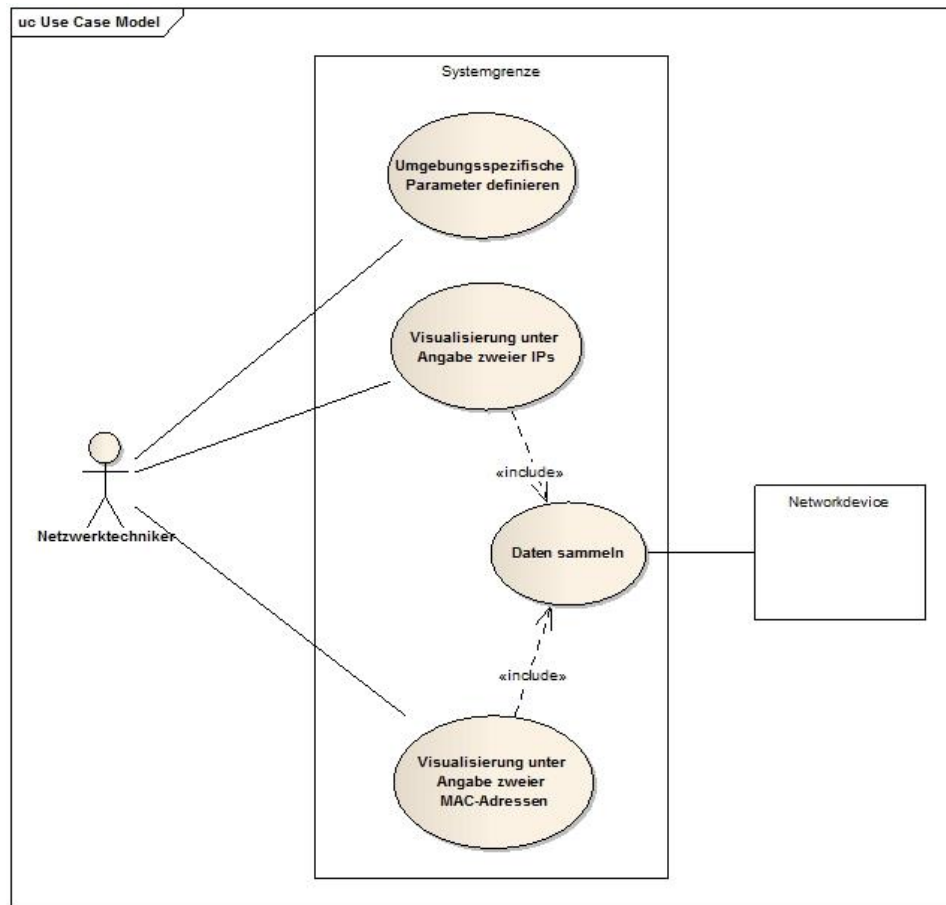 uc Use Case Model
Systemgrenze
Umgebungsspezifische
Parameter definieren
Visualisierung unter
Angabe zweier IPs
«include»
Netzwerktechniker
Daten sammeln
Networkdevice
«include»
Visualisierung unter
Angabe zweier
MAC-Adressen